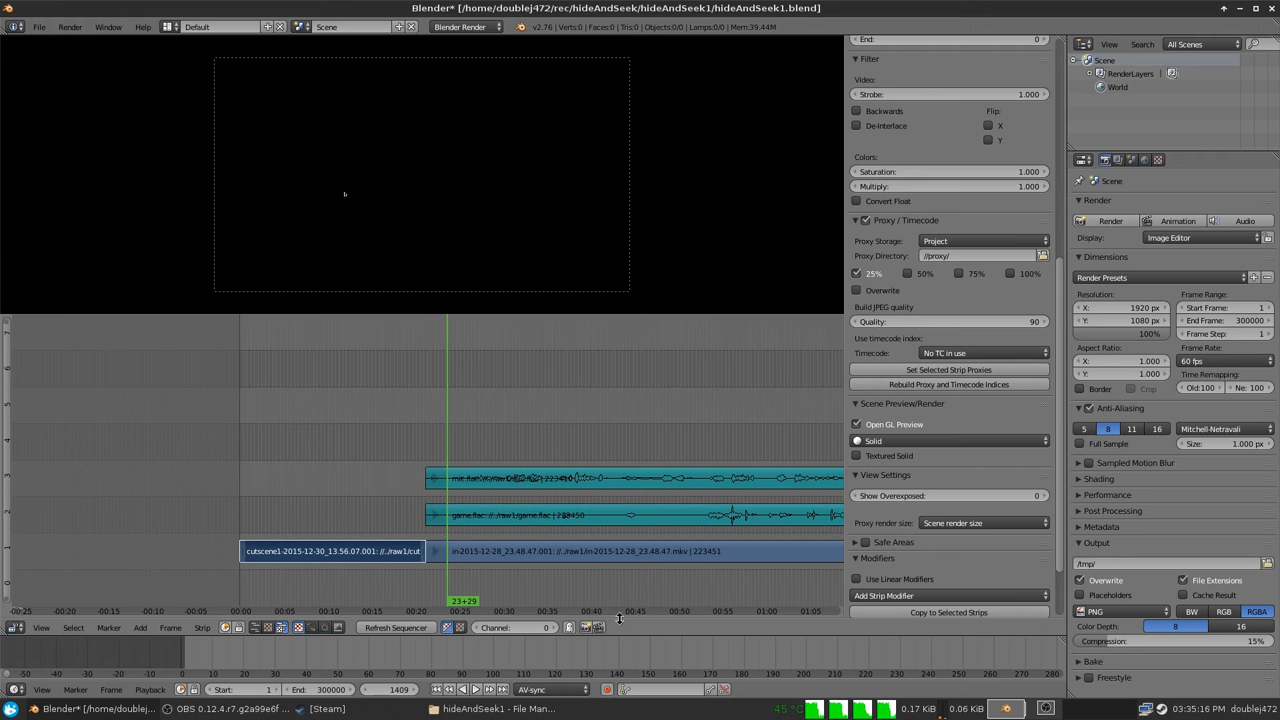 Blender* [/home/doublej472/rec/hideAndSeek/hideAndSeek1/hideAndSeek1.blend]
File Render Window Help Default Scene Blender Render v2.76 | Verts:0 | Faces:0 | Tris:0 | Objects:0/0 | Lamps:0/0 | Mem:39.44M
View Search All Scenes
Scene
RenderLayers
World
End: 0
Filter
Video:
Strobe: 1.000
Backwards Flip:
De-Interlace X
Y
Colors:
Saturation: 1.000
Multiply: 1.000
Convert Float
Proxy / Timecode
Proxy Storage: Project
Proxy Directory: //proxy/
25% 50% 75% 100%
Overwrite
Build JPEG quality
Quality: 90
Use timecode index:
Timecode: No TC in use
Set Selected Strip Proxies
Rebuild Proxy and Timecode Indices
Scene Preview/Render
Open GL Preview
Solid
Textured Solid
View Settings
Show Overexposed: 0
Proxy render size: Scene render size
Safe Areas
Modifiers
Use Linear Modifiers
Add Strip Modifier
Copy to Selected Strips
Scene
Render
Render Animation Audio
Display: Image Editor
Dimensions
Render Presets
Resolution: Frame Range:
X: 1920 px Start Frame: 1
Y: 1080 px End Frame: 300000
100% Frame Step: 1
Aspect Ratio: Frame Rate:
X: 1.000 60 fps
Y: 1.000 Time Remapping:
Border Crop Old:100 Ne: 100
Anti-Aliasing
5 8 11 16 Mitchell-Netravali
Full Sample Size: 1.000 px
Sampled Motion Blur
Shading
Performance
Post Processing
Metadata
Output
/tmp/
Overwrite File Extensions
Placeholders Cache Result
PNG BW RGB RGBA
Color Depth: 8 16
Compression: 15%
Bake
Freestyle
7
6
5
4
3
2 game.flac: //../raw1/game.flac | 223450
1 cutscene1-2015-12-30_13.56.07.001: //../raw1/cut in-2015-12-28_23.48.47.001: //../raw1/in-2015-12-28_23.48.47.mkv | 223451
0
23+29
-00:25 -00:20 -00:15 -00:10 -00:05 00:00 00:05 00:10 00:15 00:20 00:25 00:30 00:35 00:40 00:45 00:50 00:55 01:00 01:05
View Select Marker Add Frame Strip Refresh Sequencer Channel: 0
-50 -40 -30 -20 -10 0 10 20 30 40 50 60 70 80 90 100 110 120 130 140 150 160 170 180 190 200 210 220 230 240 250 260 270 280
View Marker Frame Playback Start: 1 End: 300000 1409 AV-sync
Blender* [/home/doublej... OBS 0.12.4.r7.g2a99e6f ... [Steam] hideAndSeek1 - File Man... 45 °C 0.17 KiB 0.06 KiB 03:35:16 PM doublej472